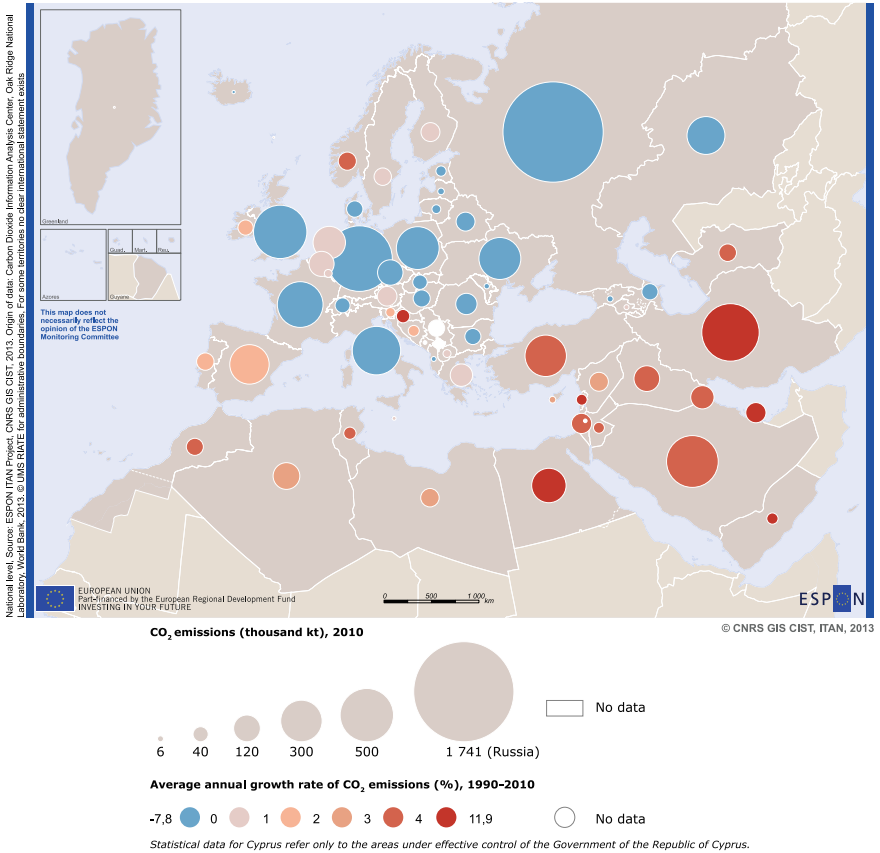 National level, Source: ESPON ITAN Project, CNRS GIS CIST, 2013. Origin of data: Carbon Dioxide Information Analysis Center, Oak Ridge National
Laboratory, World Bank, 2013. © UMS RIATE for administrative boundaries. For some territories no clear international statement exists
Greenland
Guad.
Mart.
Reu.
Azores
Guyane
This map does not
necessarily reflect the
opinion of the ESPON
Monitoring Committee
EUROPEAN UNION
Part-financed by the European Regional Development Fund
INVESTING IN YOUR FUTURE
0 500 1 000
km
ESPON
© CNRS GIS CIST, ITAN, 2013
CO2 emissions (thousand kt), 2010
6 40 120 300 500 1 741 (Russia)
No data
Average annual growth rate of CO2 emissions (%), 1990-2010
-7,8 0 1 2 3 4 11,9 No data
Statistical data for Cyprus refer only to the areas under effective control of the Government of the Republic of Cyprus.